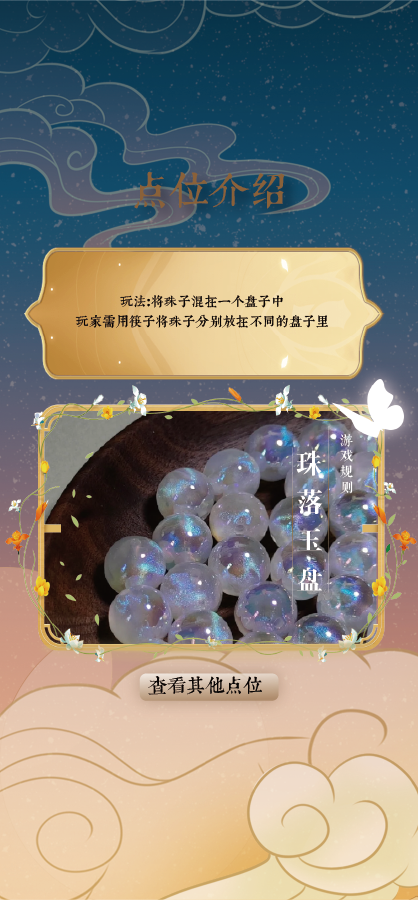 点位介绍
玩法:将珠子混在一个盘子中
玩家需用筷子将珠子分别放在不同的盘子里
游戏规则
珠落玉盘
查看其他点位